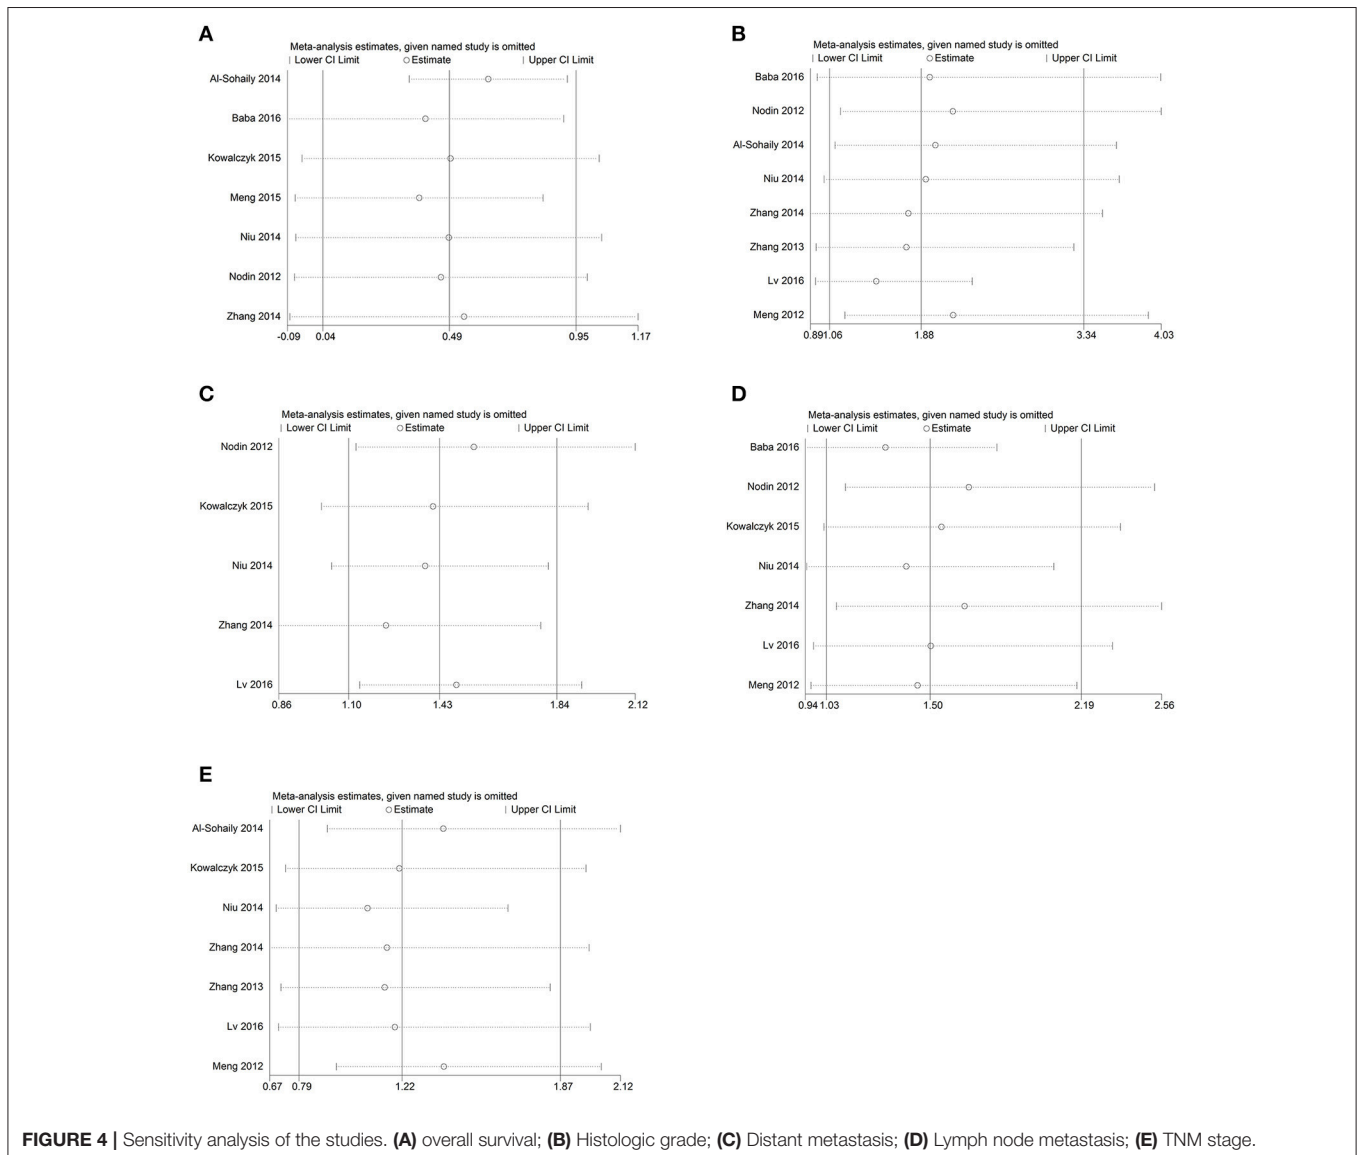 A
Meta-analysis estimates, given named study is omitted
Lower CI Limit Estimate Upper CI Limit
Al-Sohaily 2014
Baba 2016
Kowalczyk 2015
Meng 2015
Niu 2014
Nodin 2012
Zhang 2014
-0.09 0.04 0.49 0.95 1.17
B
Meta-analysis estimates, given named study is omitted
Lower CI Limit Estimate Upper CI Limit
Baba 2016
Nodin 2012
Al-Sohaily 2014
Niu 2014
Zhang 2014
Zhang 2013
Lv 2016
Meng 2012
0.89 1.06 1.88 3.34 4.03
C
Meta-analysis estimates, given named study is omitted
Lower CI Limit Estimate Upper CI Limit
Nodin 2012
Kowalczyk 2015
Niu 2014
Zhang 2014
Lv 2016
0.86 1.10 1.43 1.84 2.12
D
Meta-analysis estimates, given named study is omitted
Lower CI Limit Estimate Upper CI Limit
Baba 2016
Nodin 2012
Kowalczyk 2015
Niu 2014
Zhang 2014
Lv 2016
Meng 2012
0.94 1.03 1.50 2.19 2.56
E
Meta-analysis estimates, given named study is omitted
Lower CI Limit Estimate Upper CI Limit
Al-Sohaily 2014
Kowalczyk 2015
Niu 2014
Zhang 2014
Zhang 2013
Lv 2016
Meng 2012
0.67 0.79 1.22 1.87 2.12
FIGURE 4 | Sensitivity analysis of the studies. (A) overall survival; (B) Histologic grade; (C) Distant metastasis; (D) Lymph node metastasis; (E) TNM stage.